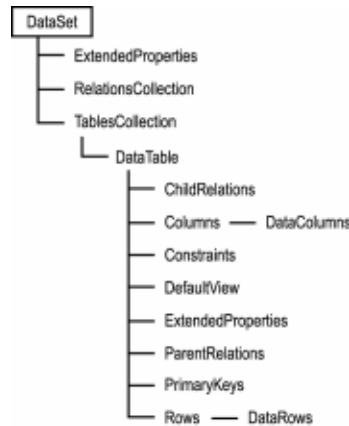 DataSet
ExtendedProperties
RelationsCollection
TablesCollection
DataTable
ChildRelations
Columns DataColumns
Constraints
DefaultView
ExtendedProperties
ParentRelations
PrimaryKeys
Rows DataRows